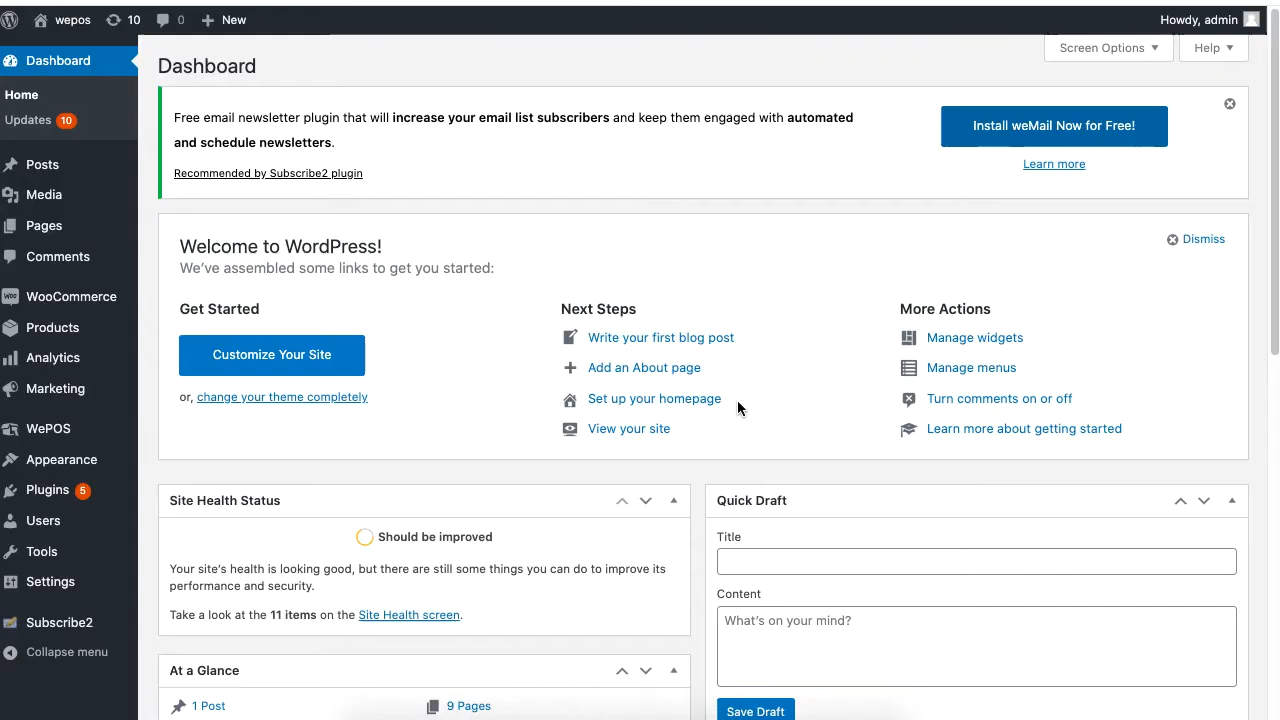 wepos 10 0 New Howdy, admin
Dashboard
Home
Updates 10
Posts
Media
Pages
Comments
WooCommerce
Products
Analytics
Marketing
WePOS
Appearance
Plugins 5
Users
Tools
Settings
Subscribe2
Collapse menu
Screen Options Help
Dashboard
Free email newsletter plugin that will increase your email list subscribers and keep them engaged with automated
and schedule newsletters.
Recommended by Subscribe2 plugin
Install weMail Now for Free!
Learn more
Welcome to WordPress!
We've assembled some links to get you started:
Dismiss
Get Started
Customize Your Site
or, change your theme completely
Next Steps
Write your first blog post
Add an About page
Set up your homepage
View your site
More Actions
Manage widgets
Manage menus
Turn comments on or off
Learn more about getting started
Site Health Status
Should be improved
Your site's health is looking good, but there are still some things you can do to improve its
performance and security.
Take a look at the 11 items on the Site Health screen.
At a Glance
1 Post 9 Pages
Quick Draft
Title
Content
What's on your mind?
Save Draft